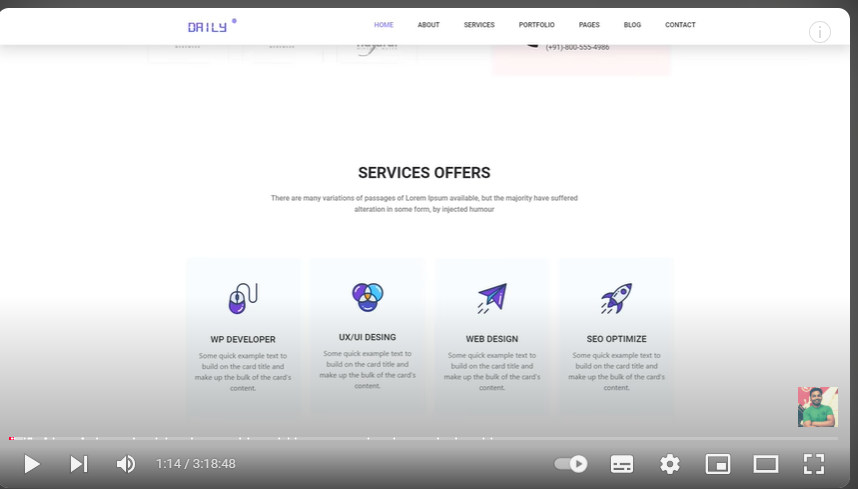 DAILY
HOME ABOUT SERVICES PORTFOLIO PAGES BLOG CONTACT
(+91)-800-555-4986
SERVICES OFFERS
There are many variations of passages of Lorem Ipsum available, but the majority have suffered
alteration in some form, by injected humour
WP DEVELOPER
Some quick example text to
build on the card title and
make up the bulk of the card's
content.
UX/UI DESING
Some quick example text to
build on the card title and
make up the bulk of the card's
content.
WEB DESIGN
Some quick example text to
build on the card title and
make up the bulk of the card's
content.
SEO OPTIMIZE
Some quick example text to
build on the card title and
make up the bulk of the card's
content.
1:14 / 3:18:48